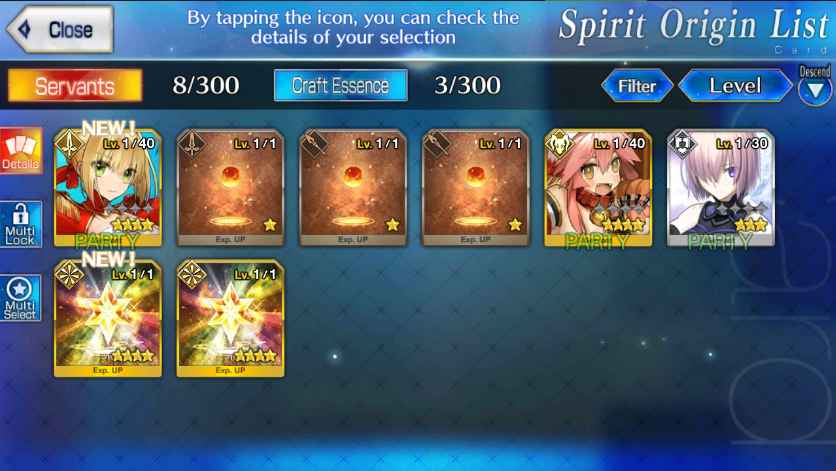 Close
By tapping the icon, you can check the
details of your selection
Spirit Origin List
Card
Servants
8/300
Craft Essence
3/300
Filter
Level
Descend
Details
Multi
Lock
Multi
Select
NEW!
Lv. 1/40
PARTY
Lv. 1/1
Exp. UP
Lv. 1/1
Exp. UP
Lv. 1/1
Exp. UP
Lv. 1/40
PARTY
Lv. 1/30
PARTY
NEW!
Lv. 1/1
Exp. UP
Lv. 1/1
Exp. UP